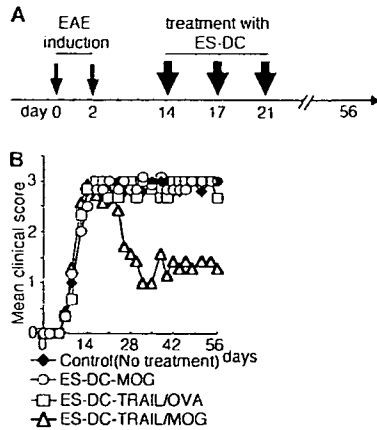 A
EAE
induction
treatment with
ES-DC
day 0 2 14 17 21 56
B
Mean clinical score
3
2
1
0
0 14 28 42 56
days
Control(No treatment)
ES-DC-MOG
ES-DC-TRAIL/OVA
ES-DC-TRAIL/MOG